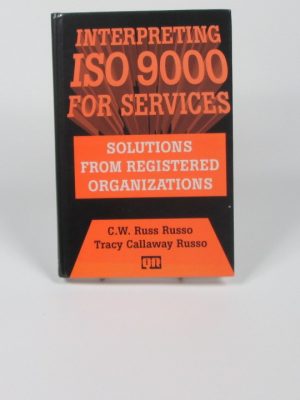 INTERPRETING
ISO 9000
FOR SERVICES
SOLUTIONS
FROM REGISTERED
ORGANIZATIONS
C.W. Russ Russo
Tracy Callaway Russo